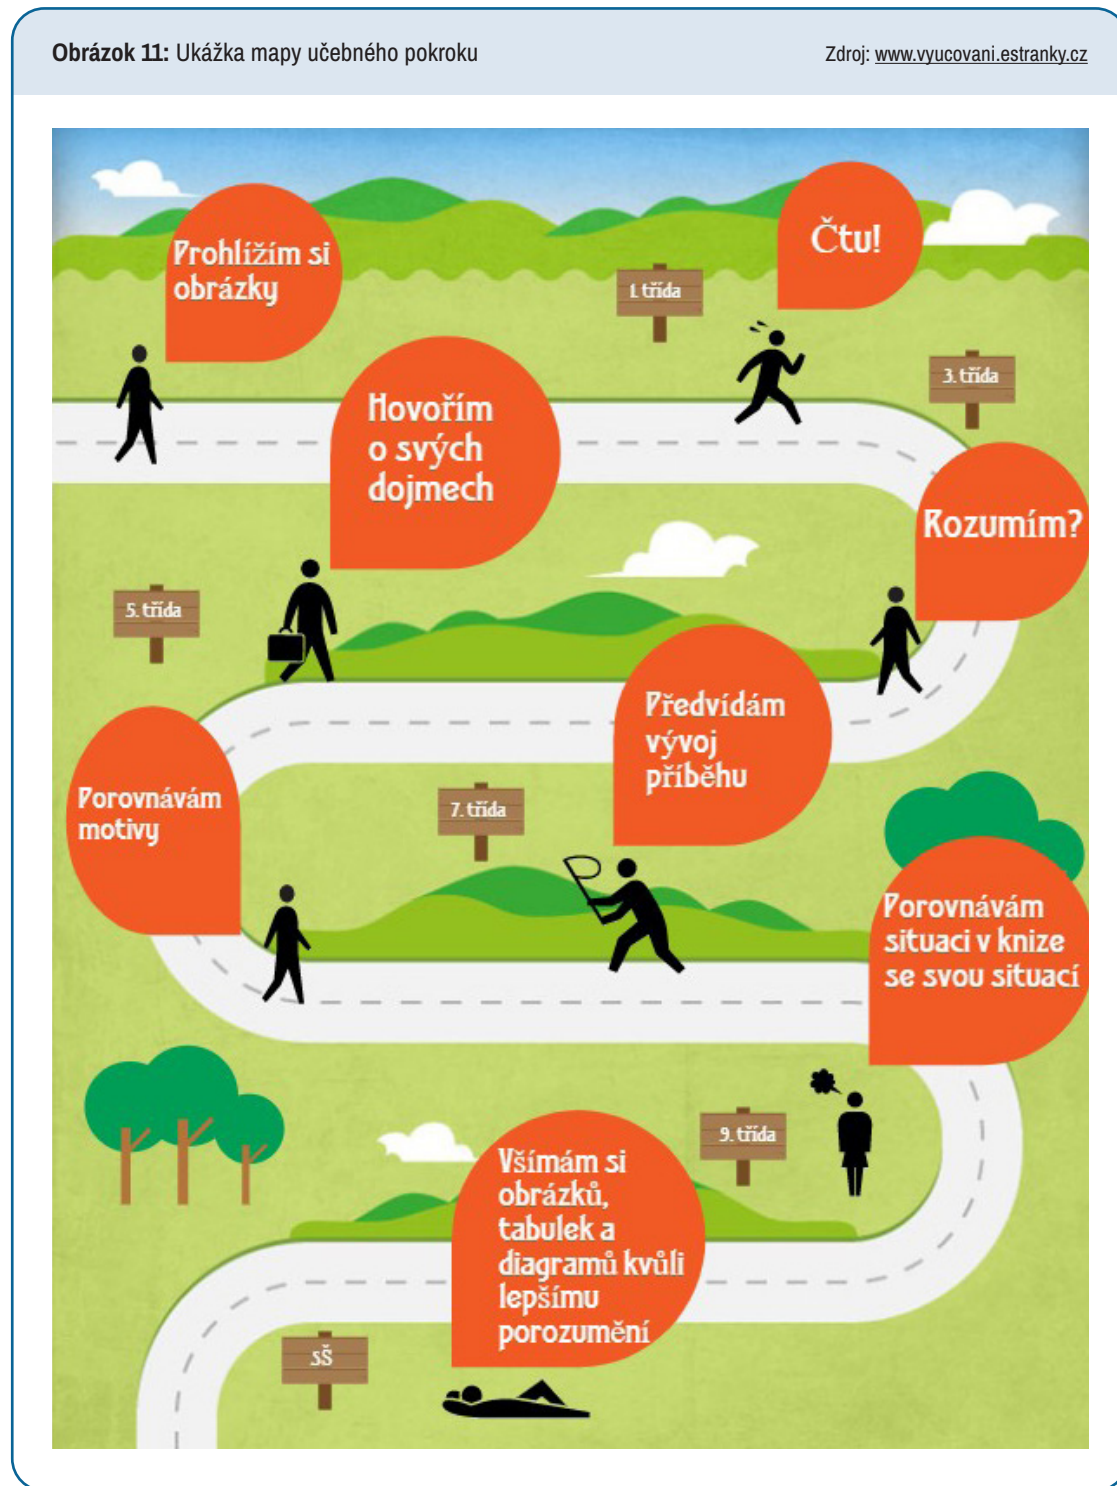 Obrázok 11: Ukážka mapy učebného pokroku
Zdroj: www.vyucovani.estranky.cz
Prohlížím si
obrázky
1. třída
Čtu!
3. třída
Hovořím
o svých
dojmech
Rozumím?
5. třída
Předvídám
vývoj
příběhu
Porovnávám
motivy
7. třída
Porovnávám
situaci v knize
se svou situací
9. třída
Všímám si
obrázků,
tabulek a
diagramů kvůli
lepšímu
porozumění
SŠ